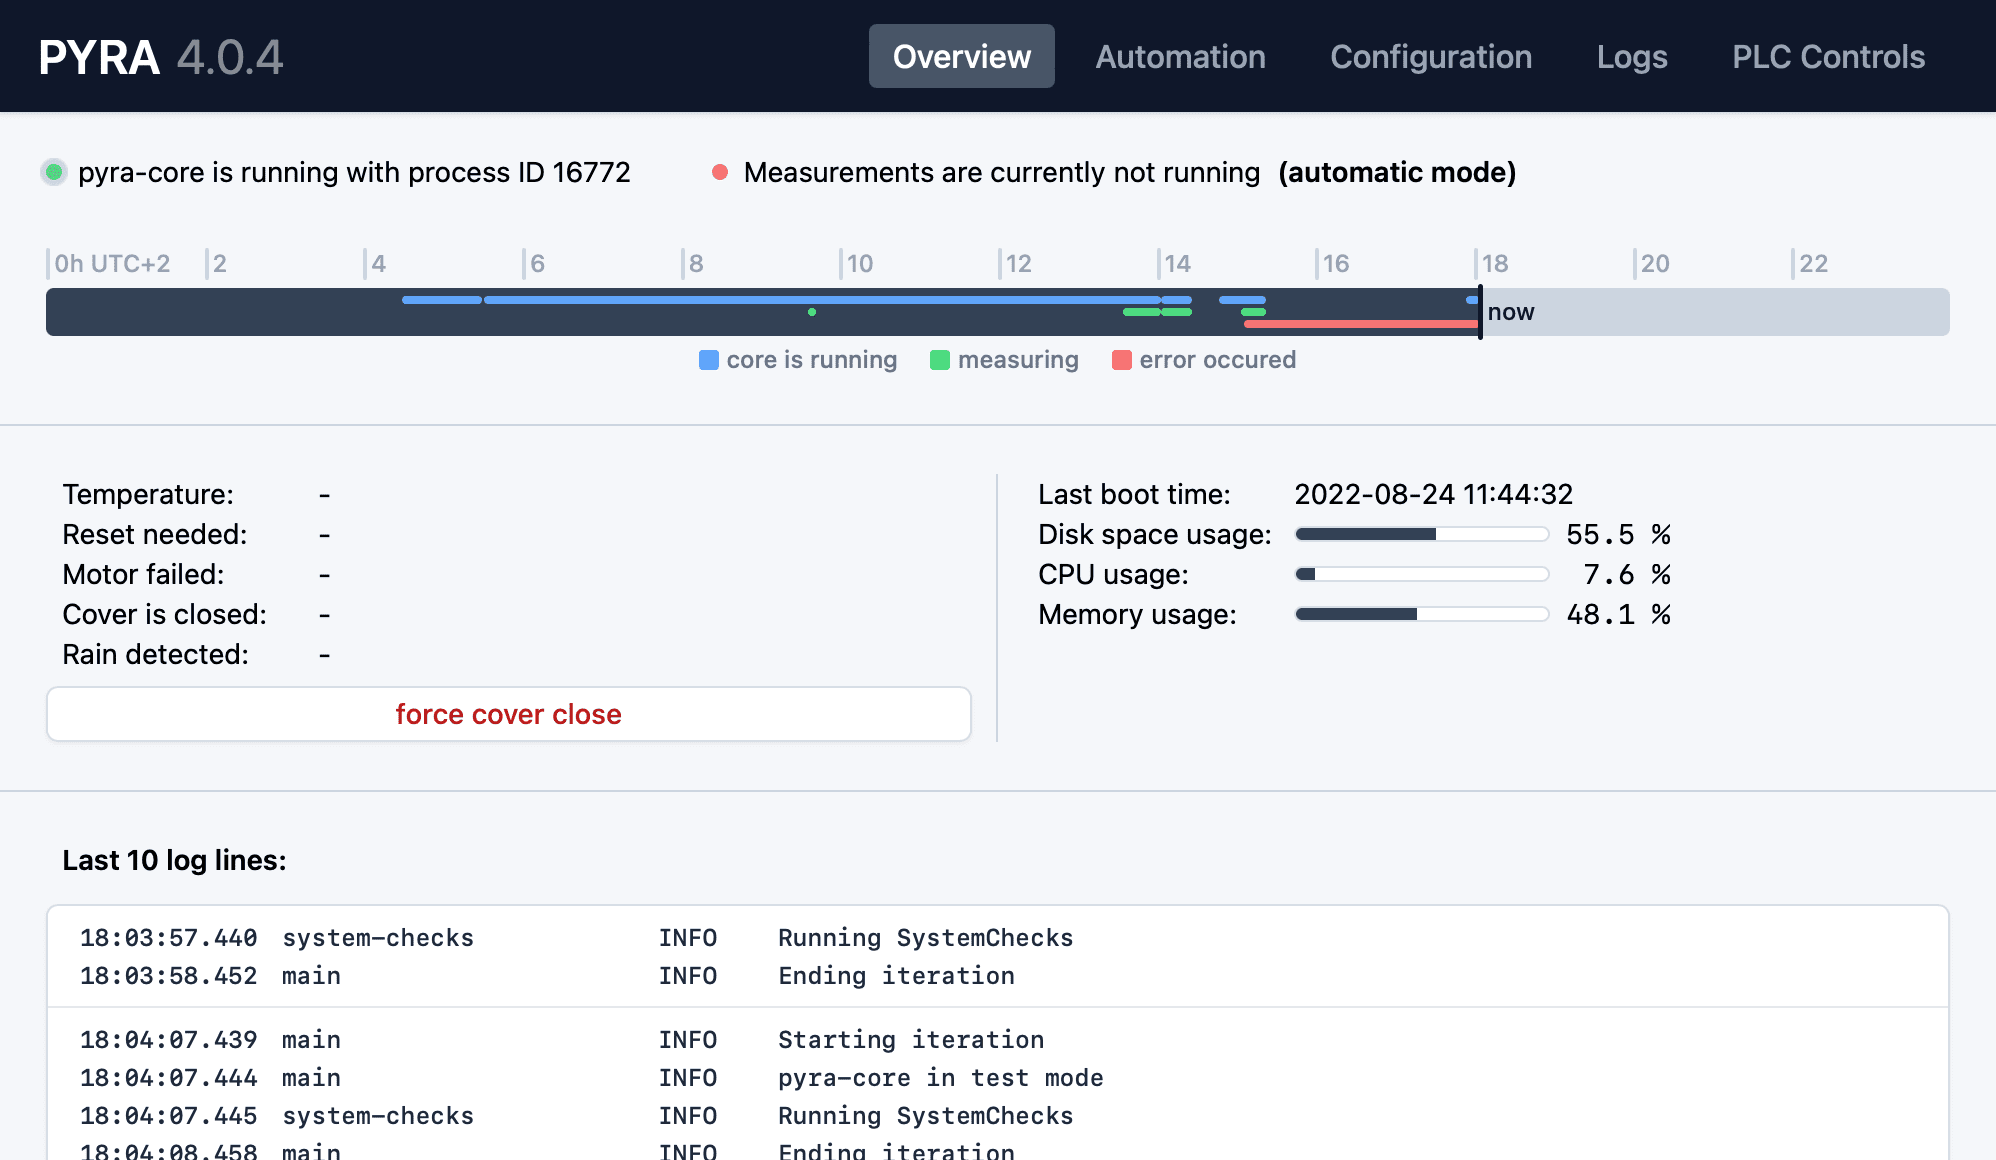 PYRA 4.0.4 Overview Automation Configuration Logs PLC Controls
pyra-core is running with process ID 16772 Measurements are currently not running (automatic mode)
0h UTC+2 2 4 6 8 10 12 14 16 18 20 22
now
core is running measuring error occured
Temperature: -
Reset needed: -
Motor failed: -
Cover is closed: -
Rain detected: -
force cover close
Last boot time: 2022-08-24 11:44:32
Disk space usage: 55.5 %
CPU usage: 7.6 %
Memory usage: 48.1 %
Last 10 log lines:
18:03:57.440 system-checks INFO Running SystemChecks
18:03:58.452 main INFO Ending iteration
18:04:07.439 main INFO Starting iteration
18:04:07.444 main INFO pyra-core in test mode
18:04:07.445 system-checks INFO Running SystemChecks
18:04:08.458 main INFO Ending iteration